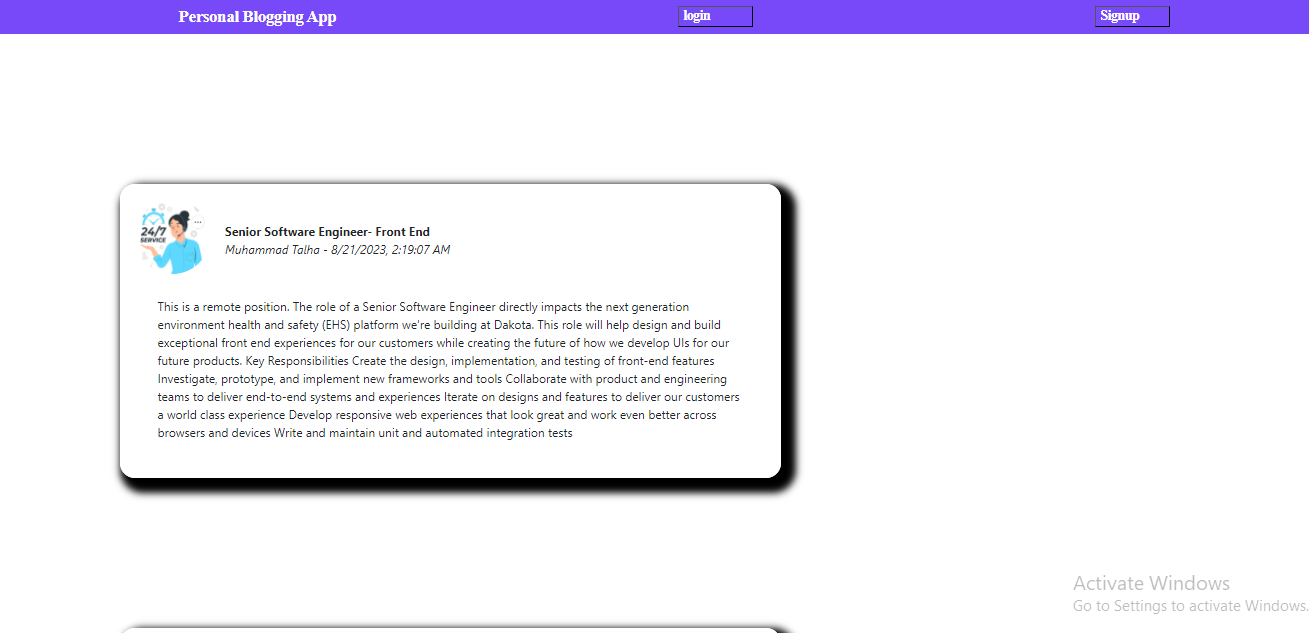 Personal Blogging App
login
Signup
24/7
SERVICE
...
Senior Software Engineer- Front End
Muhammad Talha - 8/21/2023, 2:19:07 AM
This is a remote position. The role of a Senior Software Engineer directly impacts the next generation
environment health and safety (EHS) platform we're building at Dakota. This role will help design and build
exceptional front end experiences for our customers while creating the future of how we develop UIs for our
future products. Key Responsibilities Create the design, implementation, and testing of front-end features
Investigate, prototype, and implement new frameworks and tools Collaborate with product and engineering
teams to deliver end-to-end systems and experiences Iterate on designs and features to deliver our customers
a world class experience Develop responsive web experiences that look great and work even better across
browsers and devices Write and maintain unit and automated integration tests
Activate Windows
Go to Settings to activate Windows.